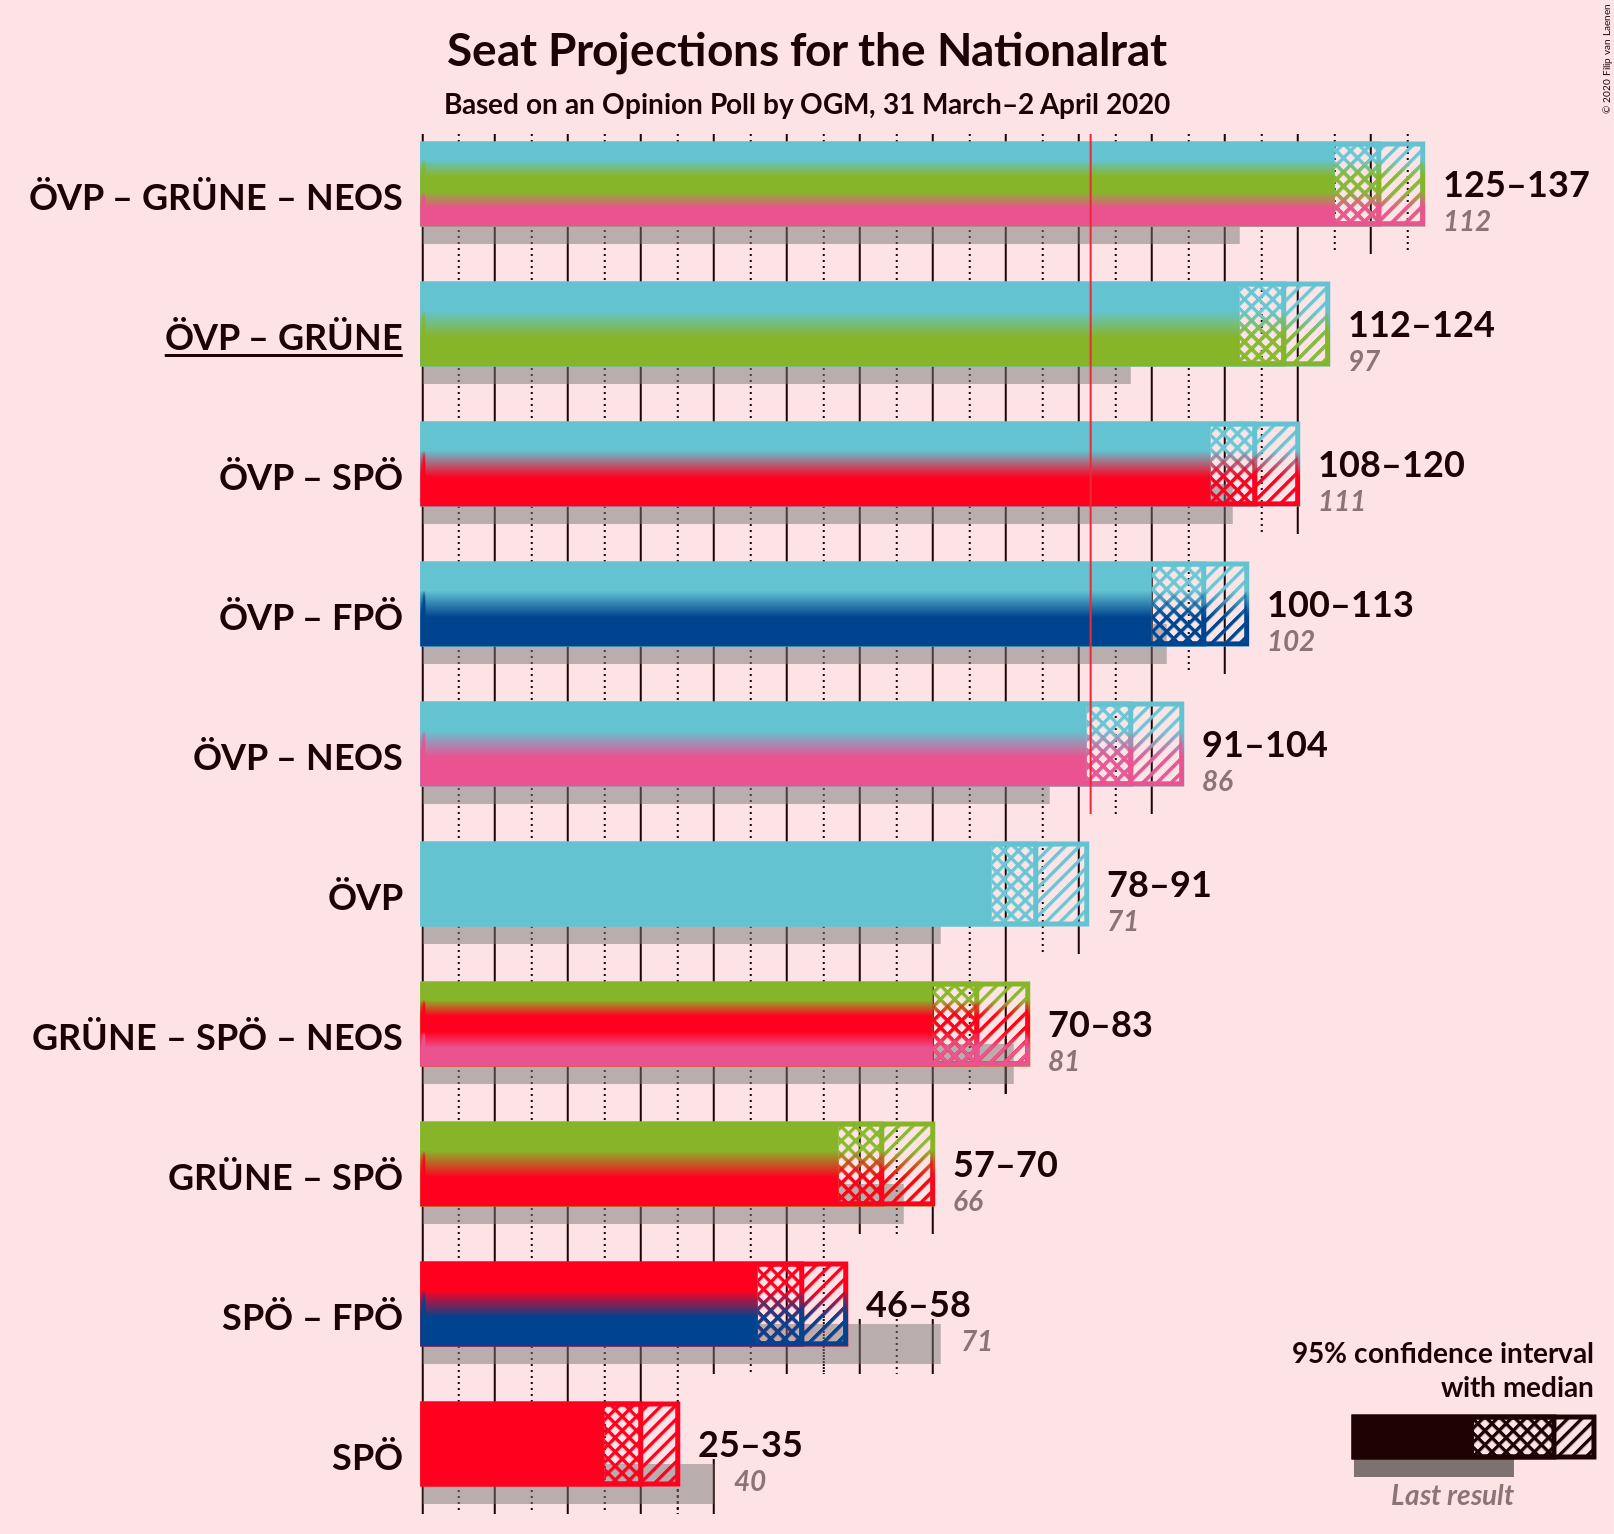 Seat Projections for the Nationalrat
Based on an Opinion Poll by OGM, 31 March–2 April 2020
© 2020 Filip van Laenen
ÖVP – GRÜNE – NEOS
125–137
112
ÖVP – GRÜNE
112–124
97
ÖVP – SPÖ
108–120
111
ÖVP – FPÖ
100–113
102
ÖVP – NEOS
91–104
86
ÖVP
78–91
71
GRÜNE – SPÖ – NEOS
70–83
81
GRÜNE – SPÖ
57–70
66
SPÖ – FPÖ
46–58
71
SPÖ
25–35
40
95% confidence interval
with median
Last result